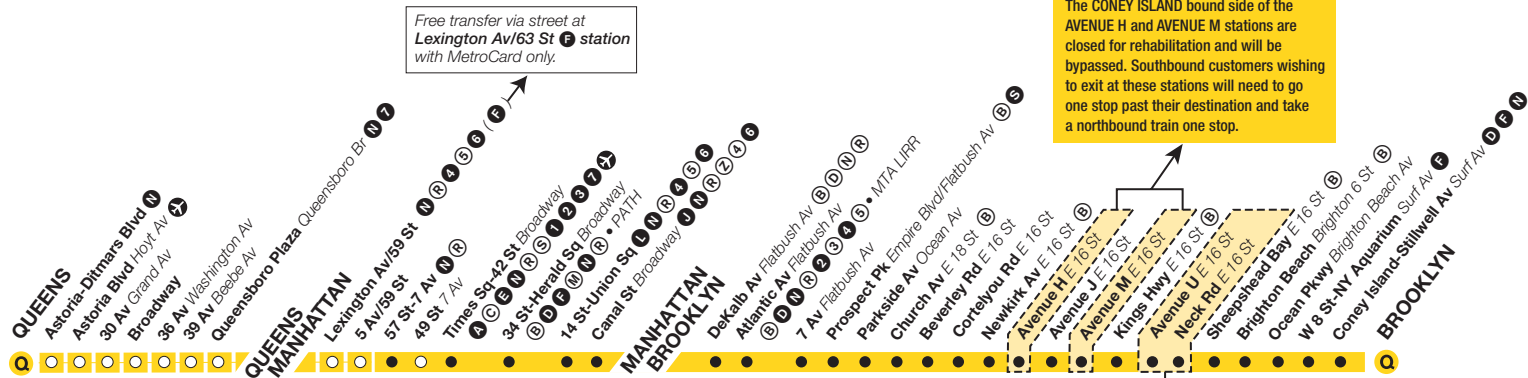 Free transfer via street at
Lexington Av/63 St F station
with MetroCard only.
The CONEY ISLAND bound side of the
AVENUE H and AVENUE M stations are
closed for rehabilitation and will be
bypassed. Southbound customers wishing
to exit at these stations will need to go
one stop past their destination and take
a northbound train one stop.
Q
QUEENS
Astoria-Ditmars Blvd N
Astoria Blvd Hoyt Av
30 Av Grand Av
Broadway
36 Av Washington Av
39 Av Beebe Av
Queensboro Plaza Queensboro Br N 7
QUEENS
MANHATTAN
Lexington Av/59 St N R 4 5 6 (F)
5 Av/59 St
57 St-7 Av N R
49 St 7 Av
Times Sq-42 St Broadway
A C E N R S 1 2 3 7
34 St-Herald Sq Broadway
B D F M N R • PATH
14 St-Union Sq L N R 4 5 6
Canal St Broadway J N R Z 4 6
MANHATTAN
BROOKLYN
DeKalb Av Flatbush Av B D N R
Atlantic Av Flatbush Av
B D N R 2 3 4 5 • MTA LIRR
7 Av Flatbush Av
Prospect Pk Empire Blvd/Flatbush Av B S
Parkside Av Ocean Av
Church Av E 18 St B
Beverley Rd E 16 St
Cortelyou Rd E 16 St
Newkirk Av E 16 St B
Avenue H E 16 St
Avenue J E 16 St
Avenue M E 16 St
Kings Hwy E 16 St B
Avenue U E 16 St
Neck Rd E 16 St
Sheepshead Bay E 16 St B
Brighton Beach Brighton 6 St B
Ocean Pkwy Brighton Beach Av
W 8 St-NY Aquarium Surf Av F
Coney Island-Stillwell Av Surf Av D F N
BROOKLYN
Q